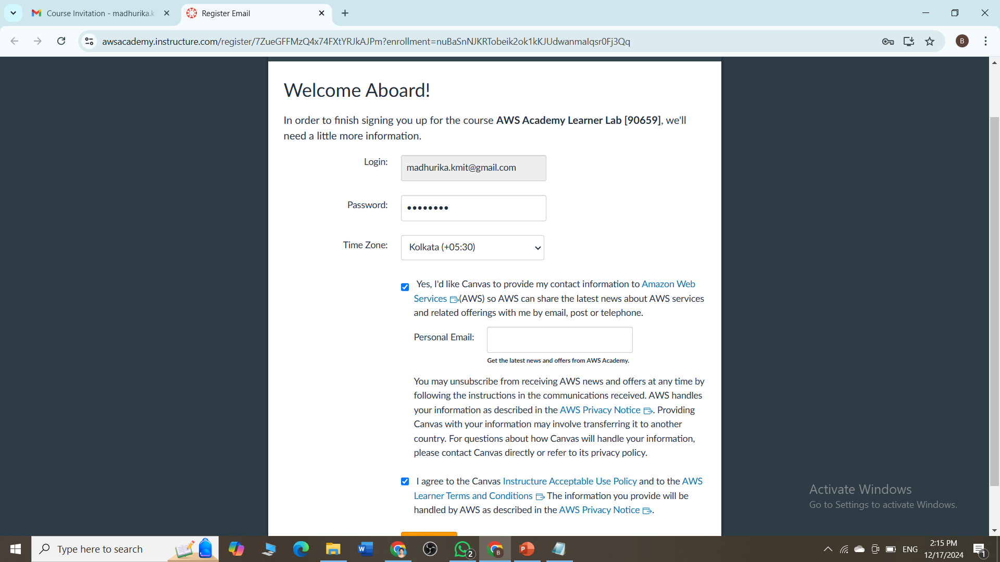 Course Invitation - madhurika.k
Register Email
awsacademy.instructure.com/register/7ZueGFFMzQ4x74FXtYRJkAJPm?enrollment=nuBaSnNJKRTobeik2ok1kKJUdwanmaIqsr0Fj3Qq
B
Welcome Aboard!
In order to finish signing you up for the course AWS Academy Learner Lab [90659], we'll
need a little more information.
Login:
madhurika.kmit@gmail.com
Password:
••••••••
Time Zone:
Kolkata (+05:30)
Yes, I'd like Canvas to provide my contact information to Amazon Web
Services (AWS) so AWS can share the latest news about AWS services
and related offerings with me by email, post or telephone.
Personal Email:
Get the latest news and offers from AWS Academy.
You may unsubscribe from receiving AWS news and offers at any time by
following the instructions in the communications received. AWS handles
your information as described in the AWS Privacy Notice . Providing
Canvas with your information may involve transferring it to another
country. For questions about how Canvas will handle your information,
please contact Canvas directly or refer to its privacy policy.
I agree to the Canvas Instructure Acceptable Use Policy and to the AWS
Learner Terms and Conditions The information you provide will be
handled by AWS as described in the AWS Privacy Notice .
Activate Windows
Go to Settings to activate Windows.
Type here to search
W
2
B
P
ENG
2:15 PM
12/17/2024
1